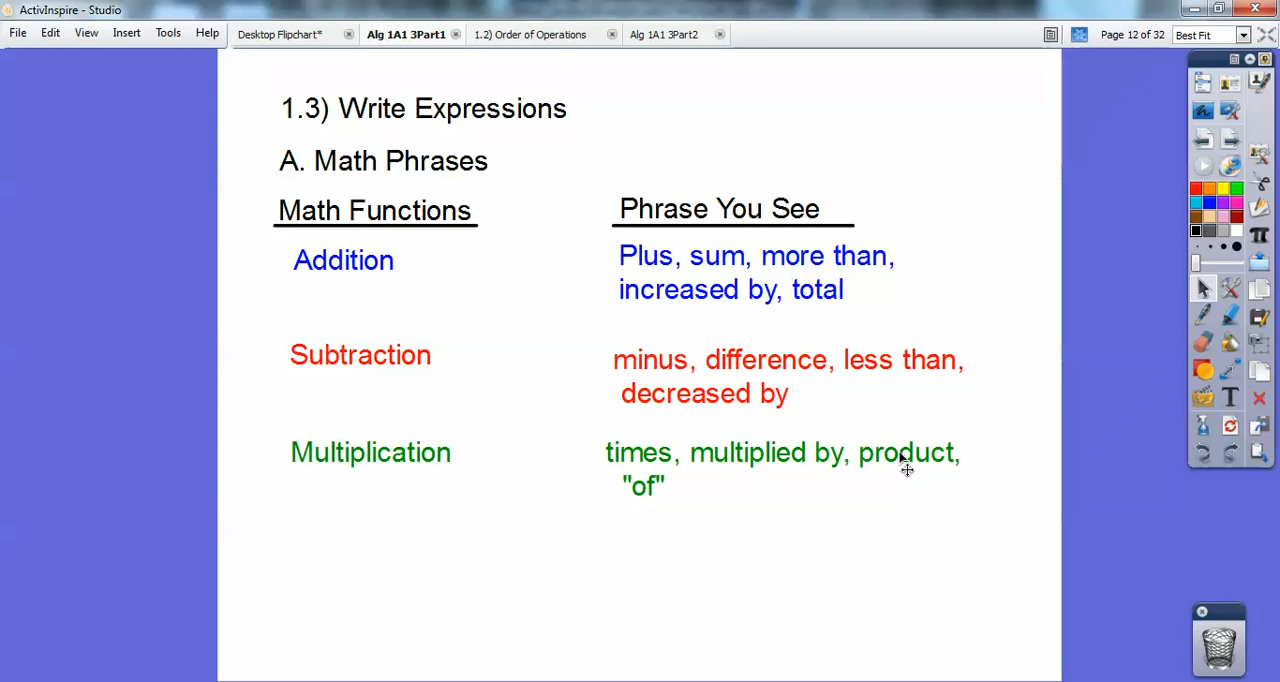 ActivInspire - Studio
File Edit View Insert Tools Help Desktop Flipchart* Alg 1A1 3Part1 1.2) Order of Operations Alg 1A1 3Part2 Page 12 of 32 Best Fit
1.3) Write Expressions
A. Math Phrases
Math Functions Phrase You See
Addition Plus, sum, more than,
increased by, total
Subtraction minus, difference, less than,
decreased by
Multiplication times, multiplied by, product,
"of"